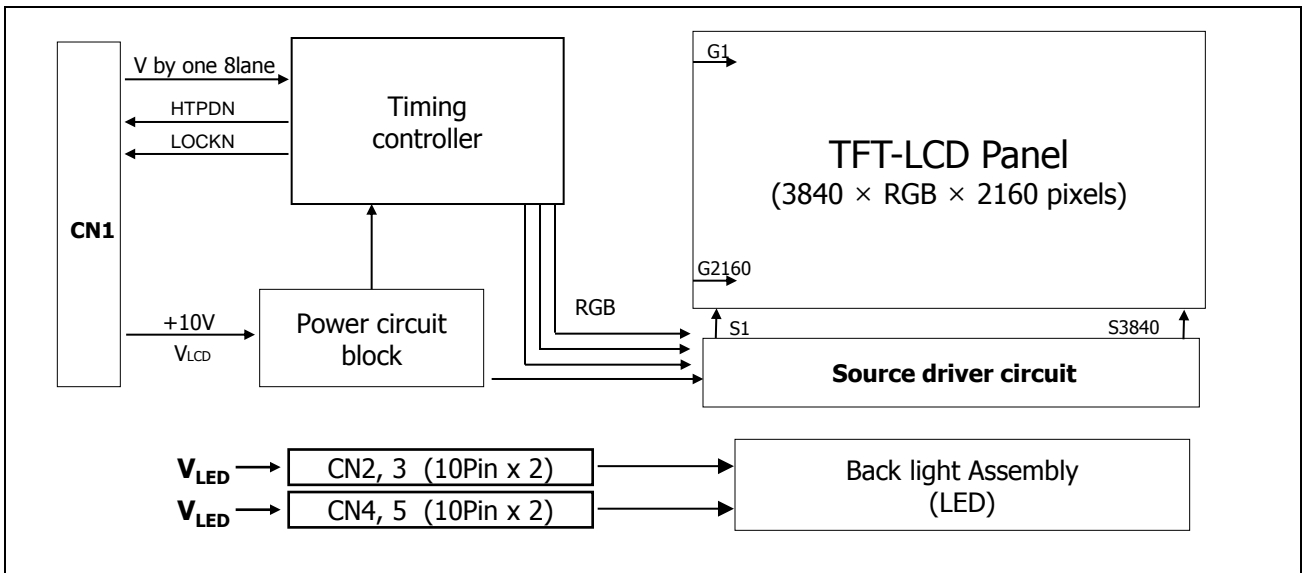 CN1
V by one 8lane
HTPDN
LOCKN
Timing
controller
+10V
VLCD
Power circuit
block
RGB
G1
TFT-LCD Panel
(3840 × RGB × 2160 pixels)
G2160
S1
S3840
Source driver circuit
VLED
CN2, 3 (10Pin x 2)
VLED
CN4, 5 (10Pin x 2)
Back light Assembly
(LED)